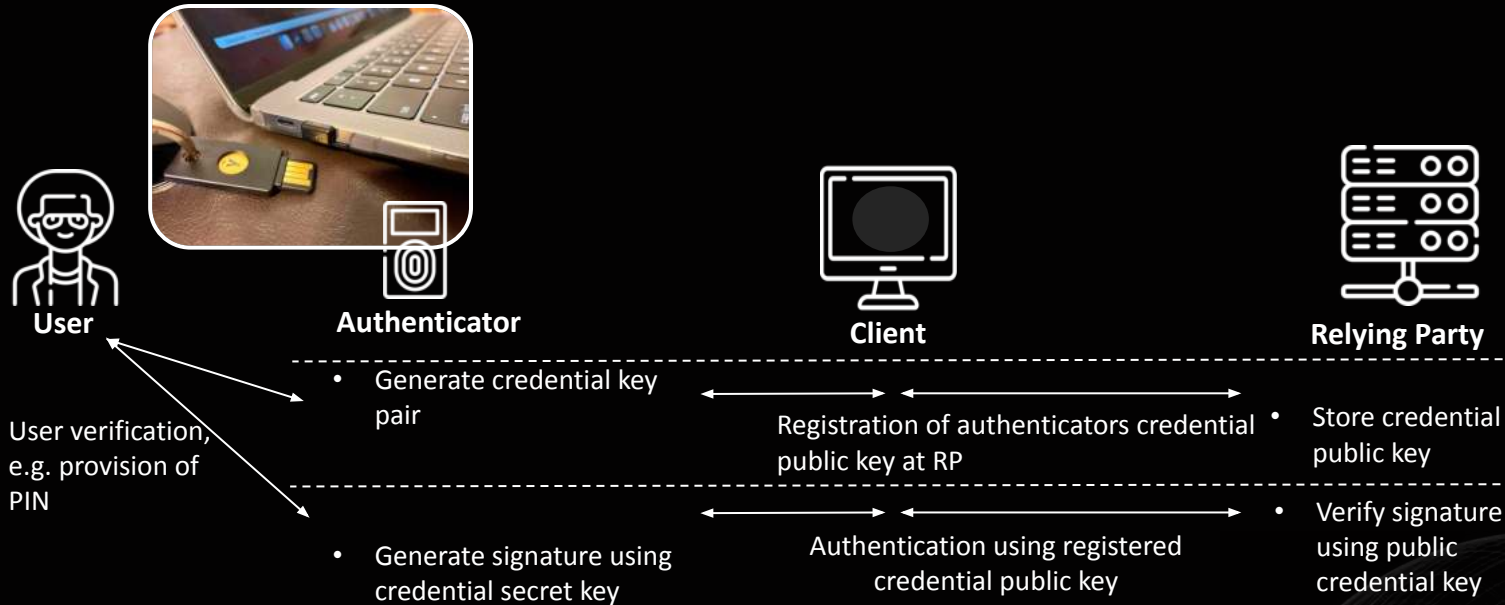 User
Authenticator
Client
Relying Party
• Generate credential key
pair
Registration of authenticators credential
public key at RP
• Store credential
public key
User verification,
e.g. provision of
PIN
• Generate signature using
credential secret key
Authentication using registered
credential public key
• Verify signature
using public
credential key